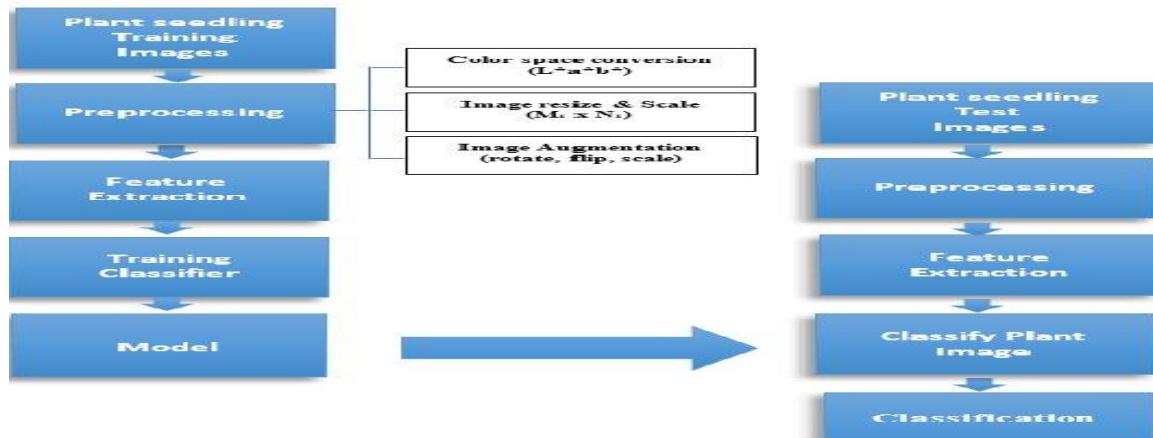 Plant seedling
Training
Images
Preprocessing
Feature
Extraction
Training
Classifier
Model
Color space conversion
(L*a*b*)
Image resize & Scale
Image Augmentation
(rotate, flip, scale)
Plant seedling
Test
Images
Preprocessing
Feature
Extraction
Classify Plant
Image
Classification